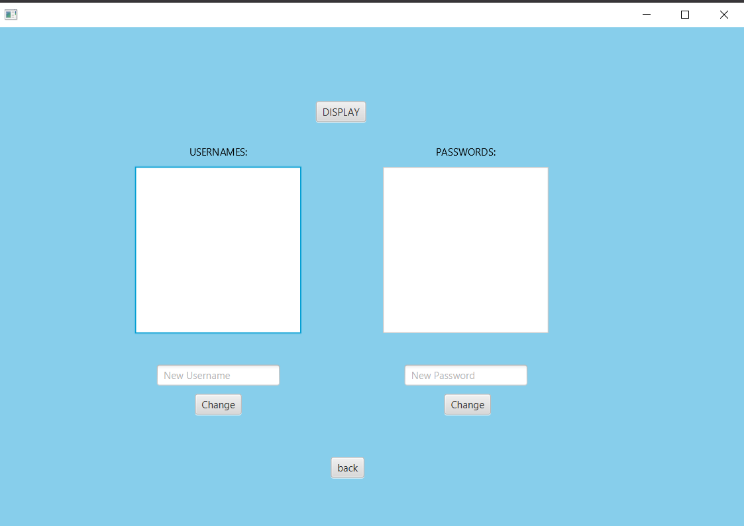 DISPLAY
USERNAMES:
PASSWORDS:
New Username
New Password
Change
Change
back